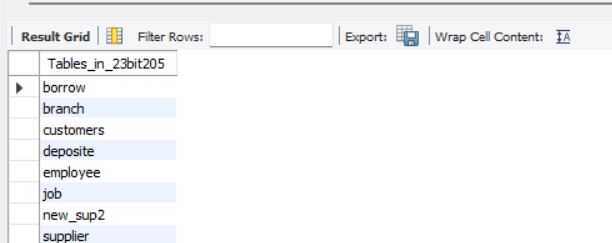 Result Grid Filter Rows: Export: Wrap Cell Content:
Tables_in_23bit205
borrow
branch
customers
deposite
employee
job
new_sup2
supplier